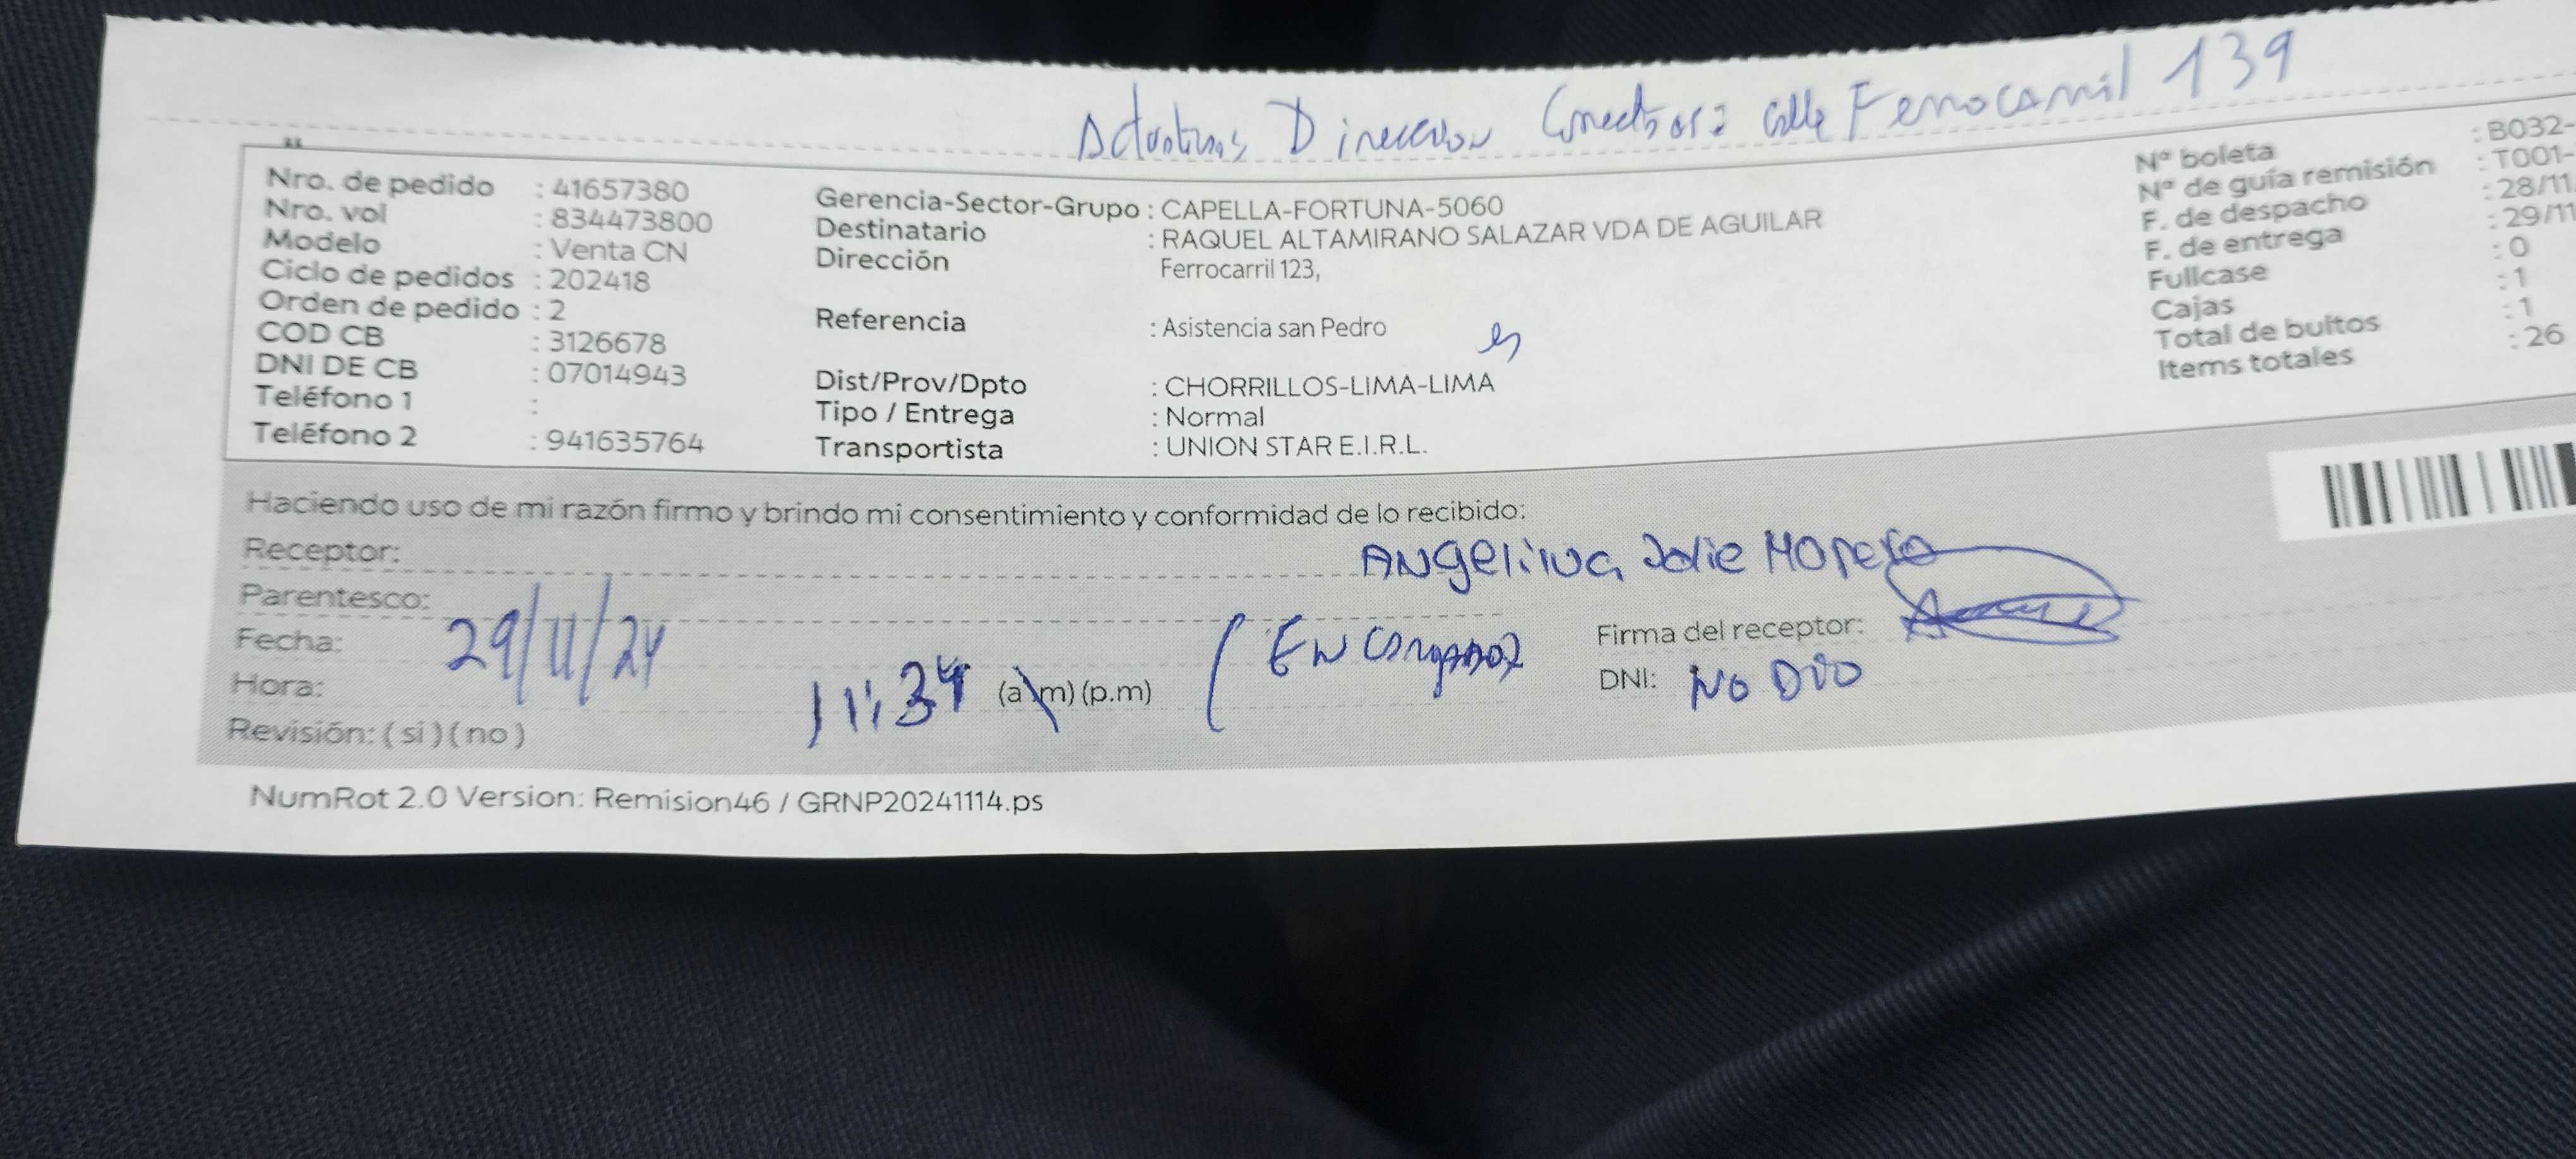 Dirección Correcta es: calle Ferrocarril 139
Nro. de pedido : 41657380
Nro. vol : 834473800
Modelo : Venta CN
Ciclo de pedidos : 202418
Orden de pedido : 2
COD CB : 3126678
DNI DE CB : 07014943
Teléfono 1 :
Teléfono 2 : 941635764
Gerencia-Sector-Grupo : CAPELLA-FORTUNA-5060
Destinatario : RAQUEL ALTAMIRANO SALAZAR VDA DE AGUILAR
Dirección Ferrocarril 123,
Referencia : Asistencia san Pedro
Dist/Prov/Dpto : CHORRILLOS-LIMA-LIMA
Tipo / Entrega : Normal
Transportista : UNION STAR E.I.R.L.
Nº boleta : B032-
Nº de guía remisión : T001-
F. de despacho : 28/11
F. de entrega : 29/11
Fullcase : 0
Cajas : 1
Total de bultos : 1
Items totales : 26
Haciendo uso de mi razón firmo y brindo mi consentimiento y conformidad de lo recibido:
Receptor: ANgeliNa Jolie MoreNo
Parentesco:
Fecha: 29/11/24
Hora: 11:34 (a.m) (p.m)
Revisión: ( si ) ( no )
Firma del receptor:
DNI: No DIO
NumRot 2.0 Version: Remision46 / GRNP20241114.ps